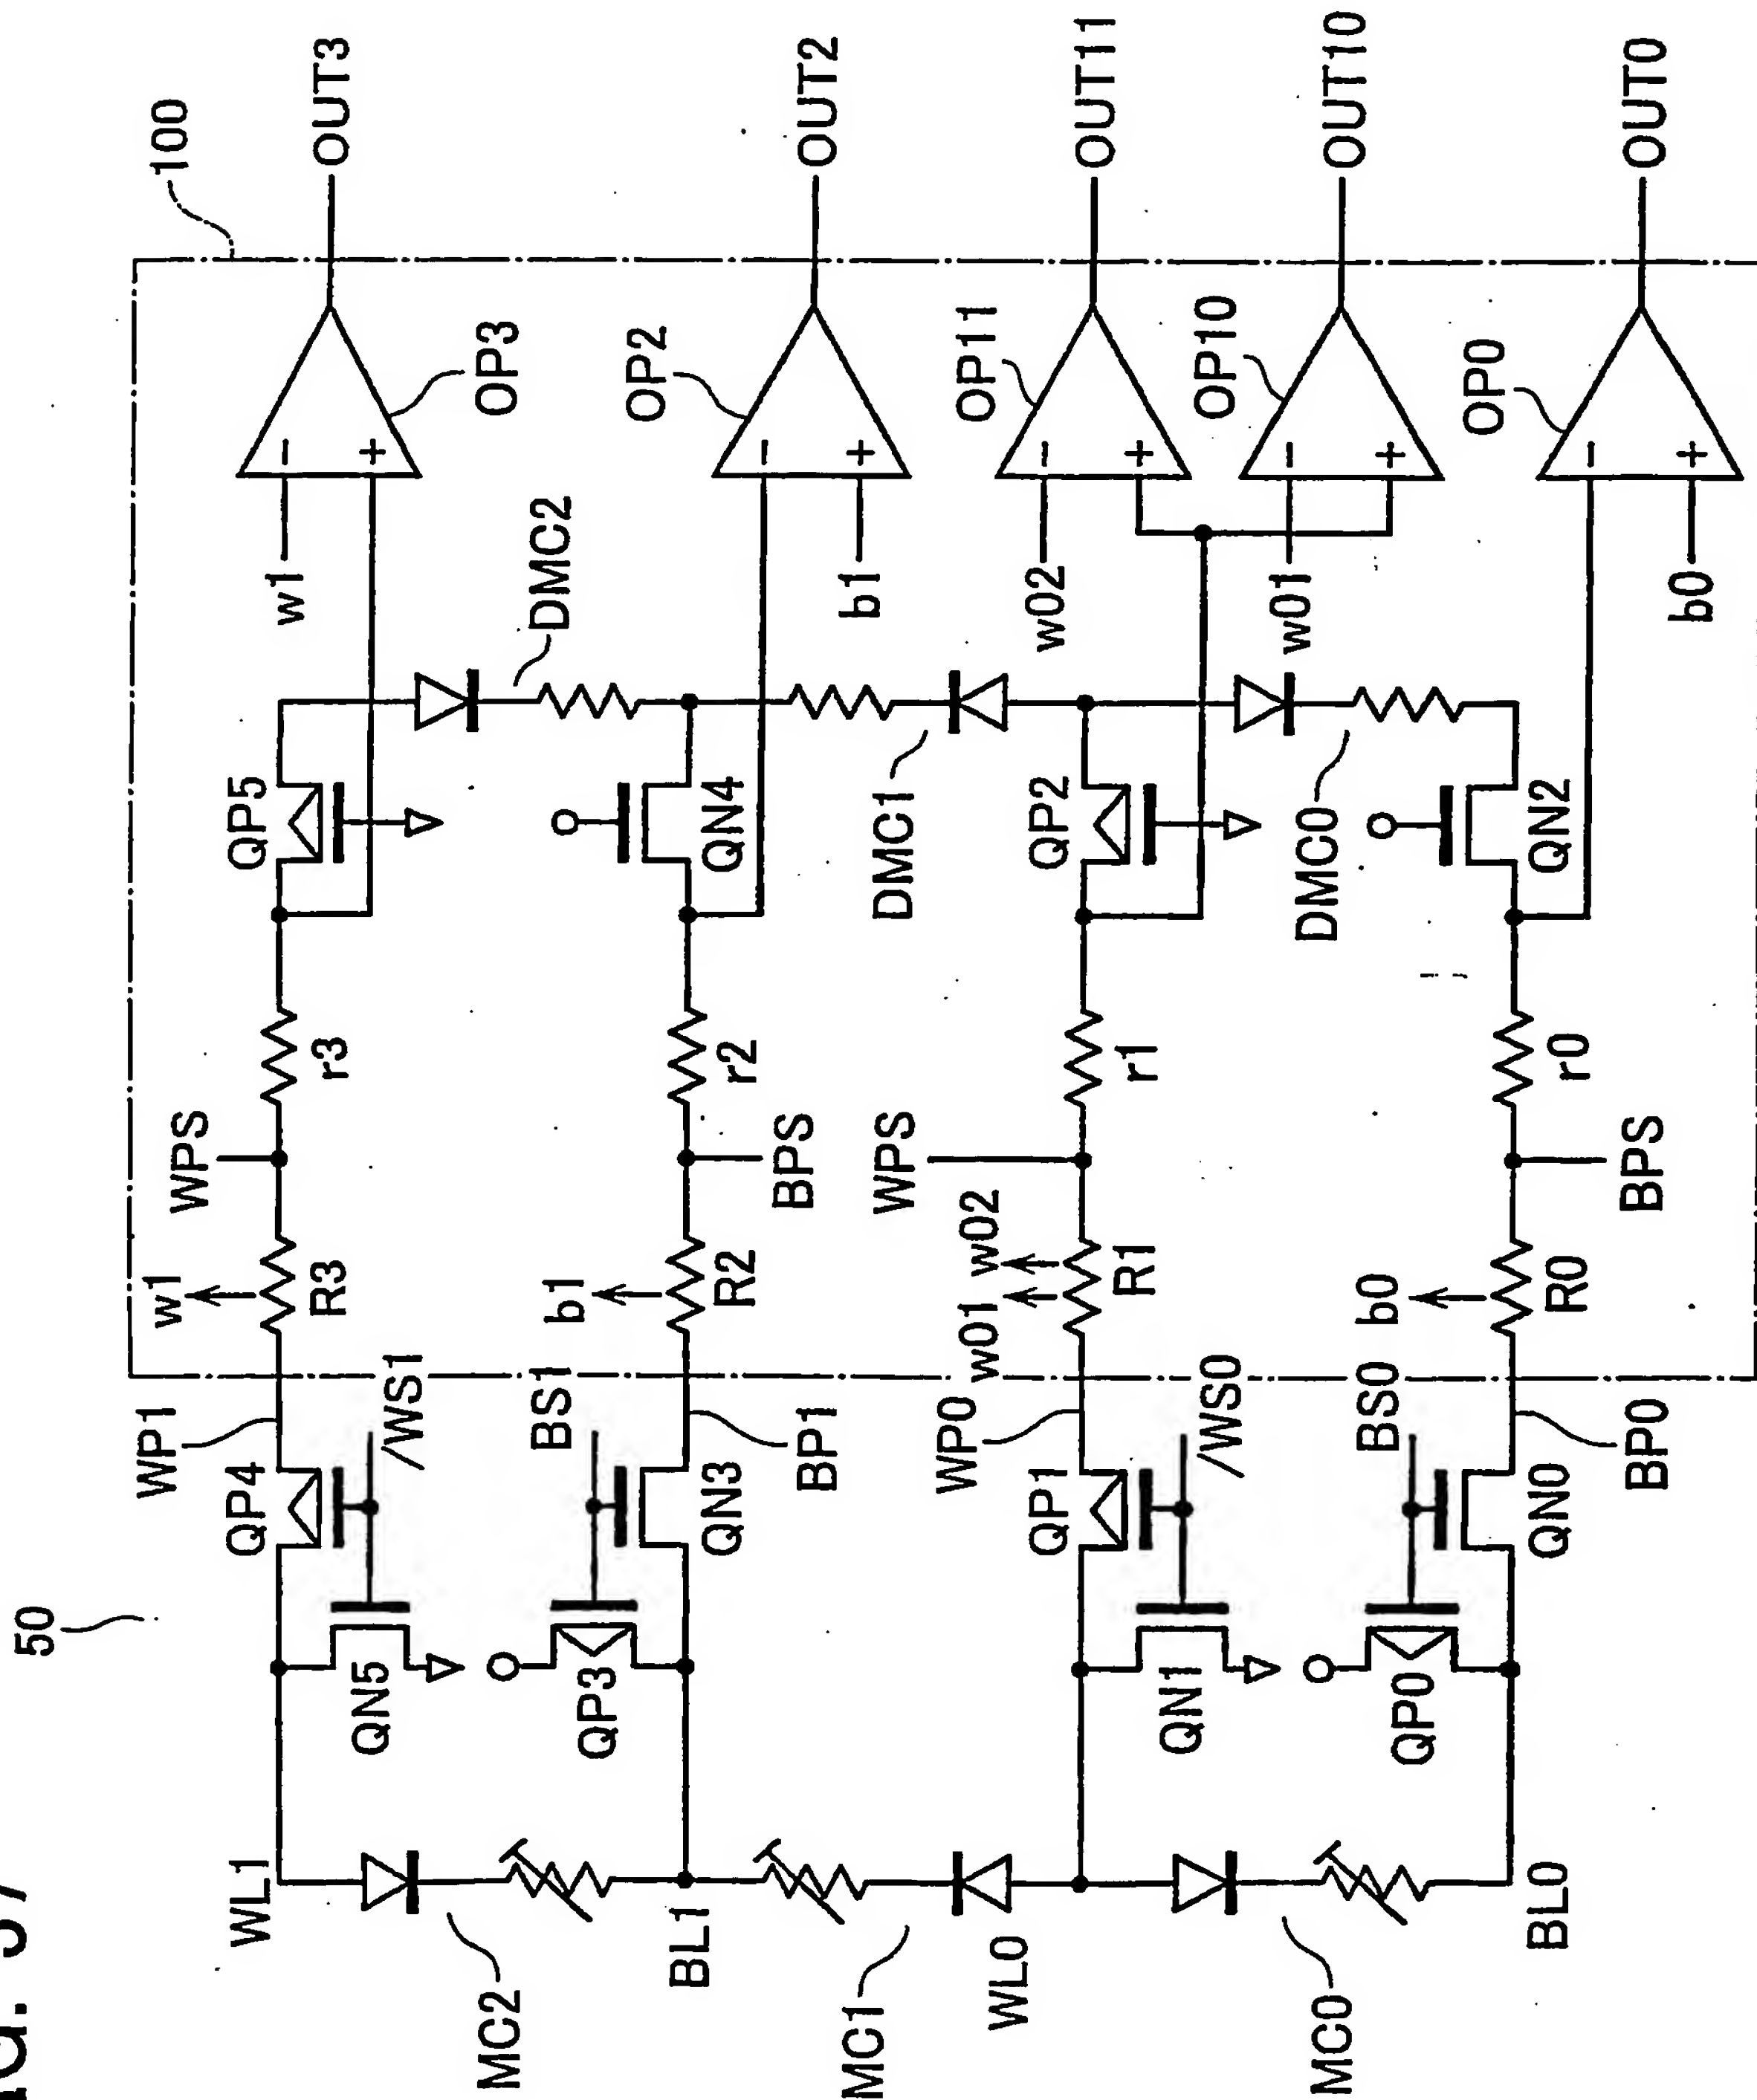 FIG. 37
50
100
OUT3
OUT2
OUT11
OUT10
OUT0
OP3
OP2
OP11
OP10
OP0
-
+
-
+
-
+
-
+
-
+
w1
b1
w02
w01
b0
DMC2
DMC1
DMC0
QP5
QN4
QP2
QN2
r3
r2
r1
r0
WPS
BPS
WPS
BPS
w1
b1
w01
w02
b0
R3
R2
R1
R0
WP1
BP1
WP0
BP0
/WS1
BS1
/WS0
BS0
QP4
QN3
QP1
QN0
QN5
QP3
QN1
QP0
WL1
BL1
WL0
BL0
MC2
MC1
MC0